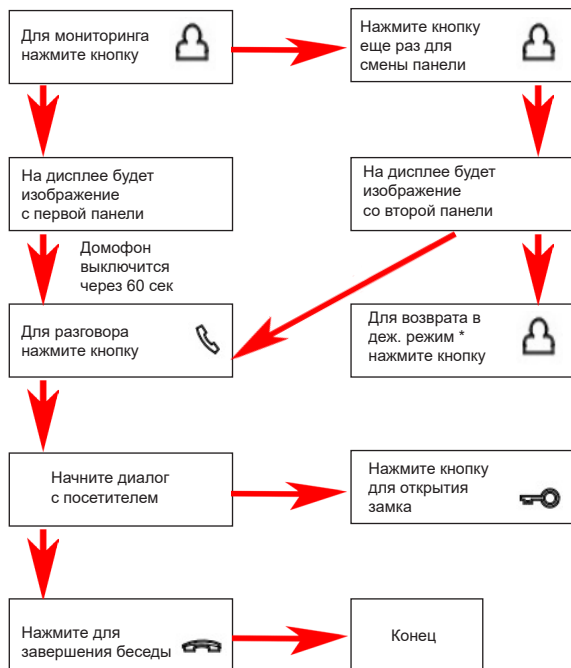 Для мониторинга
нажмите кнопку
Нажмите кнопку
еще раз для
смены панели
На дисплее будет
изображение
с первой панели
На дисплее будет
изображение
со второй панели
Домофон
выключится
через 60 сек
Для разговора
нажмите кнопку
Для возврата в
деж. режим *
нажмите кнопку
Начните диалог
с посетителем
Нажмите кнопку
для открытия
замка
Нажмите для
завершения беседы
Конец